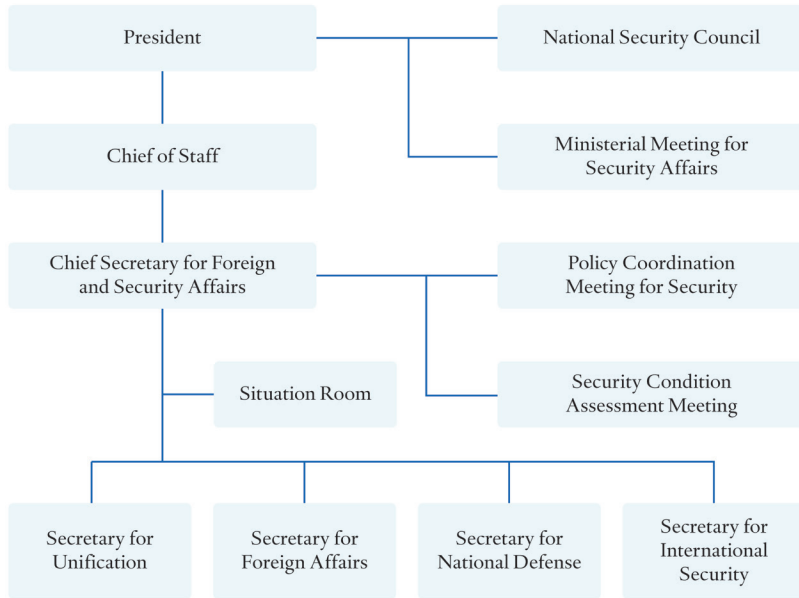 President
National Security Council
Chief of Staff
Ministerial Meeting for
Security Affairs
Chief Secretary for Foreign
and Security Affairs
Policy Coordination
Meeting for Security
Situation Room
Security Condition
Assessment Meeting
Secretary for
Unification
Secretary for
Foreign Affairs
Secretary for
National Defense
Secretary for
International
Security